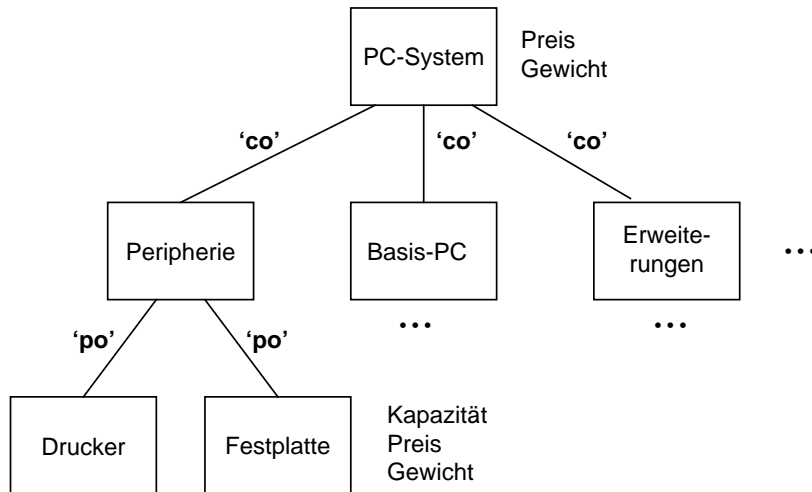 PC-System
Preis
Gewicht
‘co’
‘co’
‘co’
Peripherie
Basis-PC
Erweite-
rungen
...
...
...
‘po’
‘po’
Drucker
Festplatte
Kapazität
Preis
Gewicht